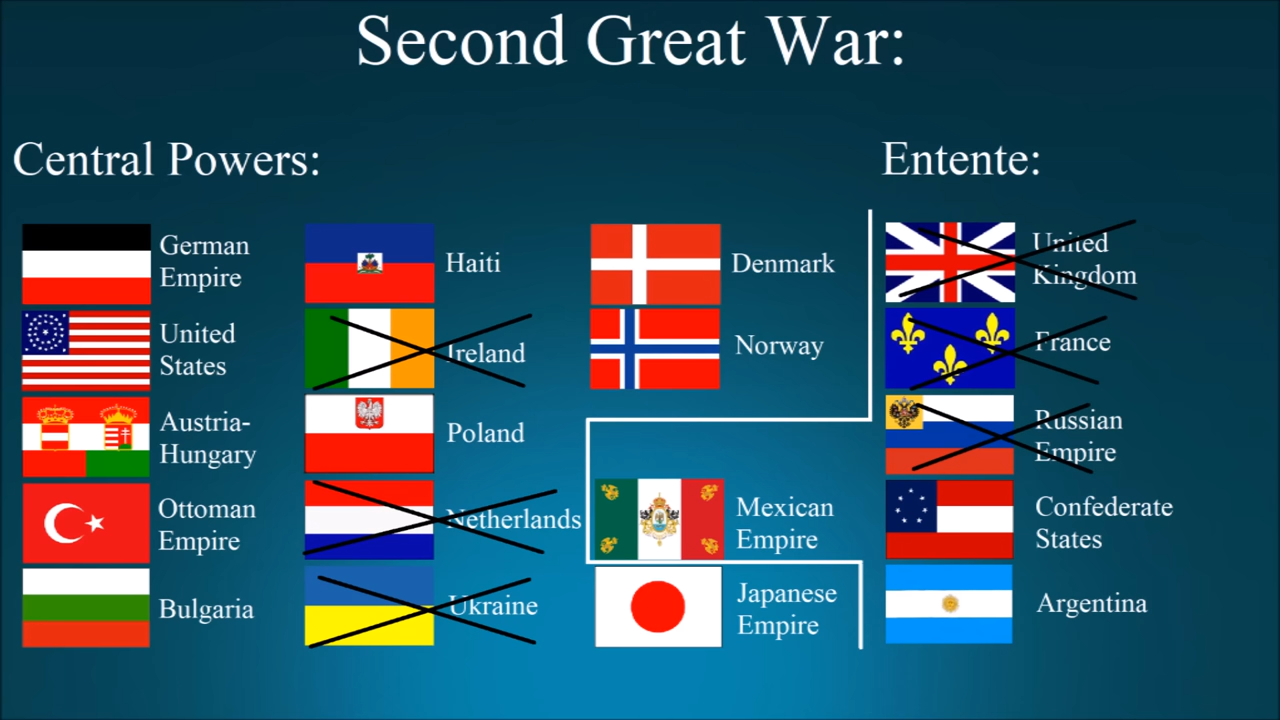 Second Great War:
Central Powers:
Entente:
German
Empire
United
States
Austria-
Hungary
Ottoman
Empire
Bulgaria
Haiti
Ireland
Poland
Netherlands
Ukraine
Denmark
Norway
Mexican
Empire
Japanese
Empire
United
Kingdom
France
Russian
Empire
Confederate
States
Argentina